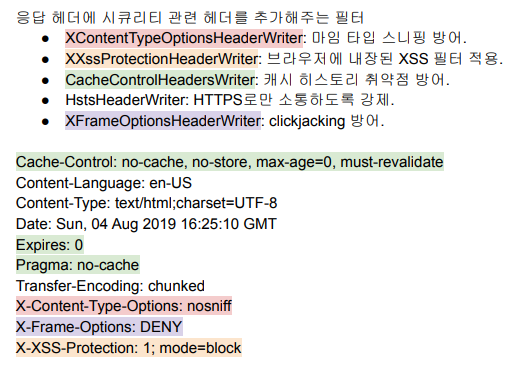 응답 헤더에 시큐리티 관련 헤더를 추가해주는 필터
● XContentTypeOptionsHeaderWriter: 마임 타입 스니핑 방어.
● XXssProtectionHeaderWriter: 브라우저에 내장된 XSS 필터 적용.
● CacheControlHeadersWriter: 캐시 히스토리 취약점 방어.
● HstsHeaderWriter: HTTPS로만 소통하도록 강제.
● XFrameOptionsHeaderWriter: clickjacking 방어.
Cache-Control: no-cache, no-store, max-age=0, must-revalidate
Content-Language: en-US
Content-Type: text/html;charset=UTF-8
Date: Sun, 04 Aug 2019 16:25:10 GMT
Expires: 0
Pragma: no-cache
Transfer-Encoding: chunked
X-Content-Type-Options: nosniff
X-Frame-Options: DENY
X-XSS-Protection: 1; mode=block